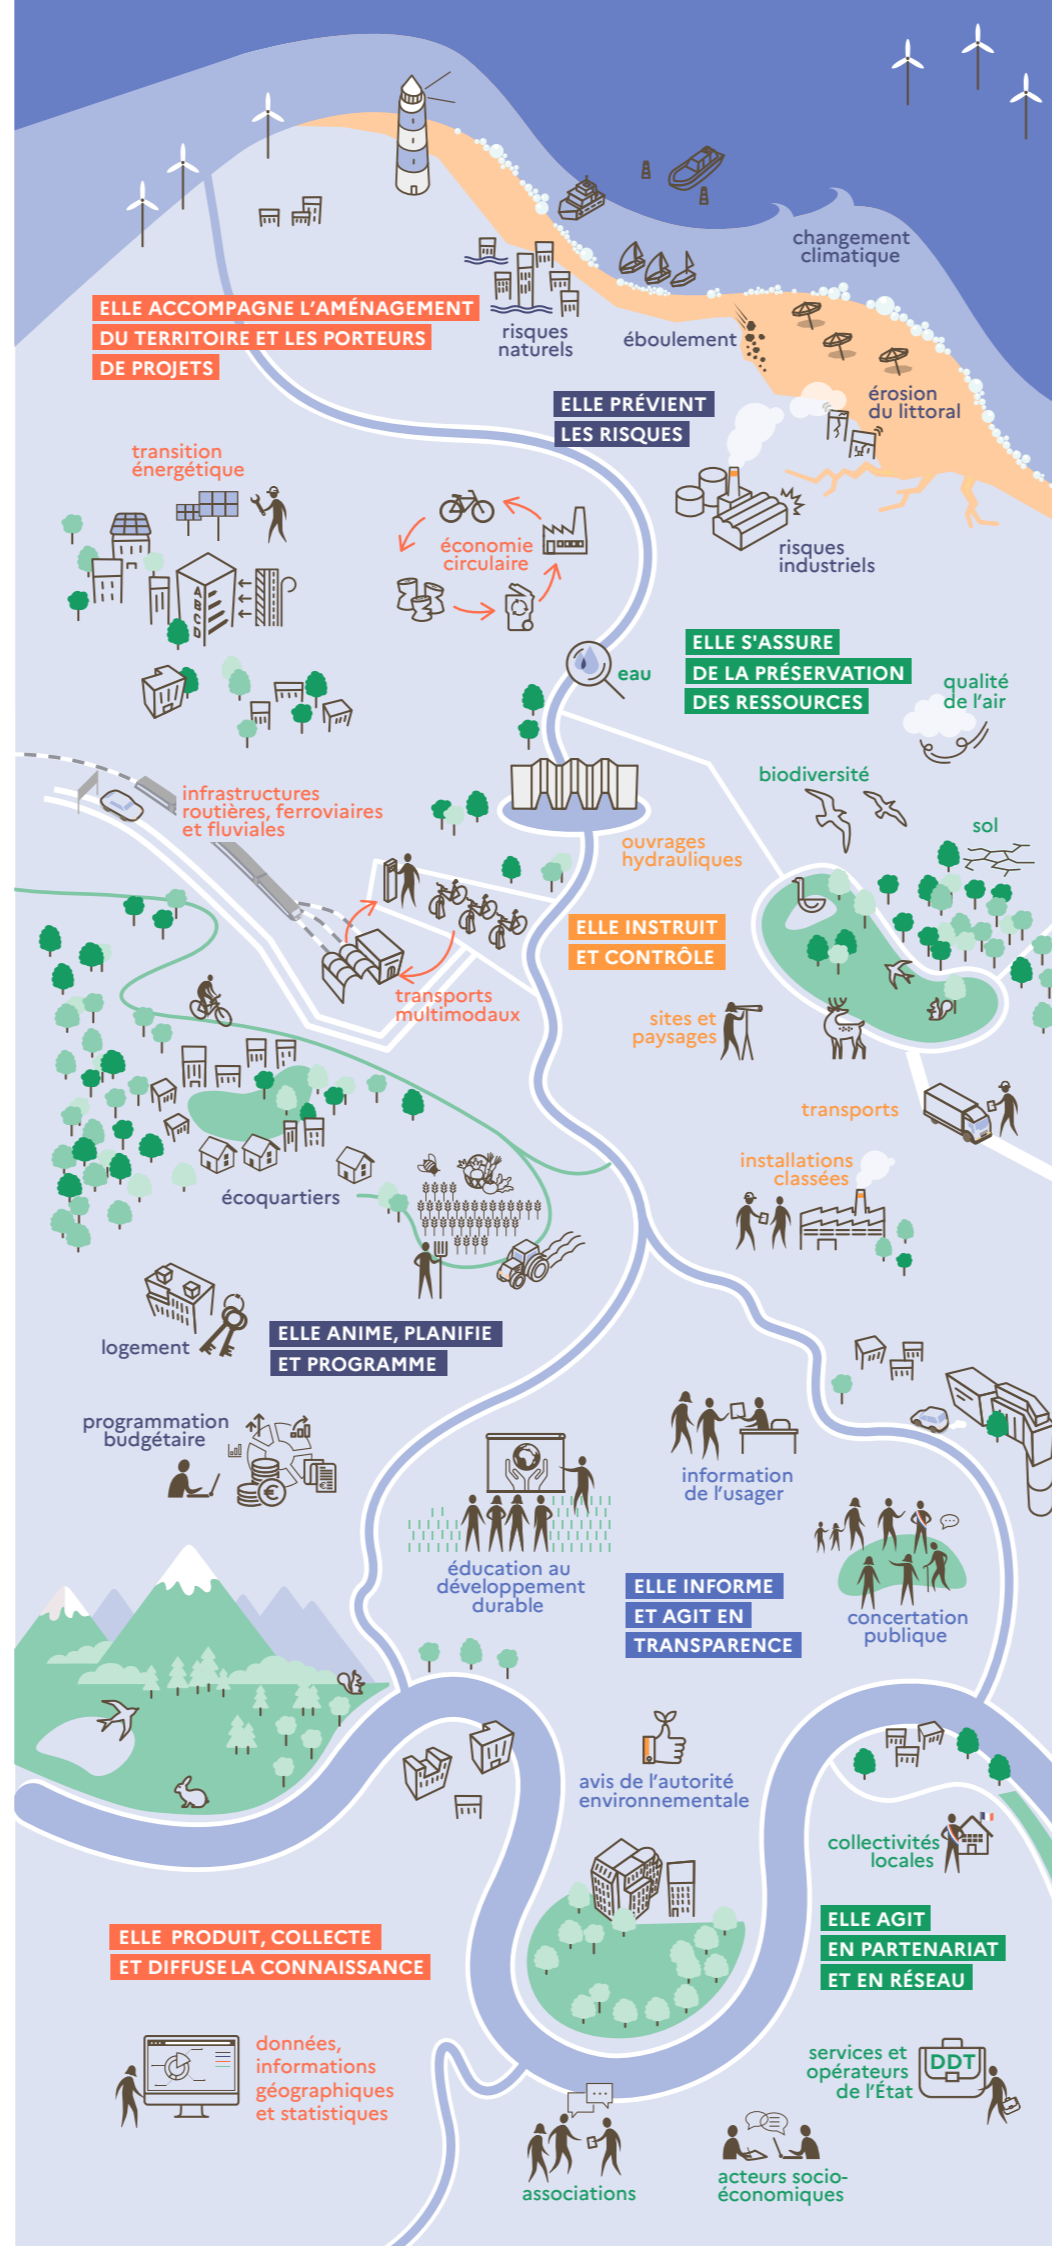 changement
climatique
ELLE ACCOMPAGNE L'AMÉNAGEMENT
DU TERRITOIRE ET LES PORTEURS
DE PROJETS
risques
naturels
éboulement
érosion
du littoral
ELLE PRÉVIENT
LES RISQUES
transition
énergétique
économie
circulaire
risques
industriels
A
B
C
D
ELLE S'ASSURE
DE LA PRÉSERVATION
DES RESSOURCES
eau
qualité
de l'air
biodiversité
sol
infrastructures
routières, ferroviaires
et fluviales
ouvrages
hydrauliques
ELLE INSTRUIT
ET CONTRÔLE
transports
multimodaux
sites et
paysages
transports
installations
classées
écoquartiers
logement
ELLE ANIME, PLANIFIE
ET PROGRAMME
programmation
budgétaire
€
€
information
de l'usager
éducation au
développement
durable
ELLE INFORME
ET AGIT EN
TRANSPARENCE
concertation
publique
avis de l'autorité
environnementale
collectivités
locales
ELLE PRODUIT, COLLECTE
ET DIFFUSE LA CONNAISSANCE
ELLE AGIT
EN PARTENARIAT
ET EN RÉSEAU
données,
informations
géographiques
et statistiques
services et
opérateurs
de l'État
DDT
associations
acteurs socio-
économiques